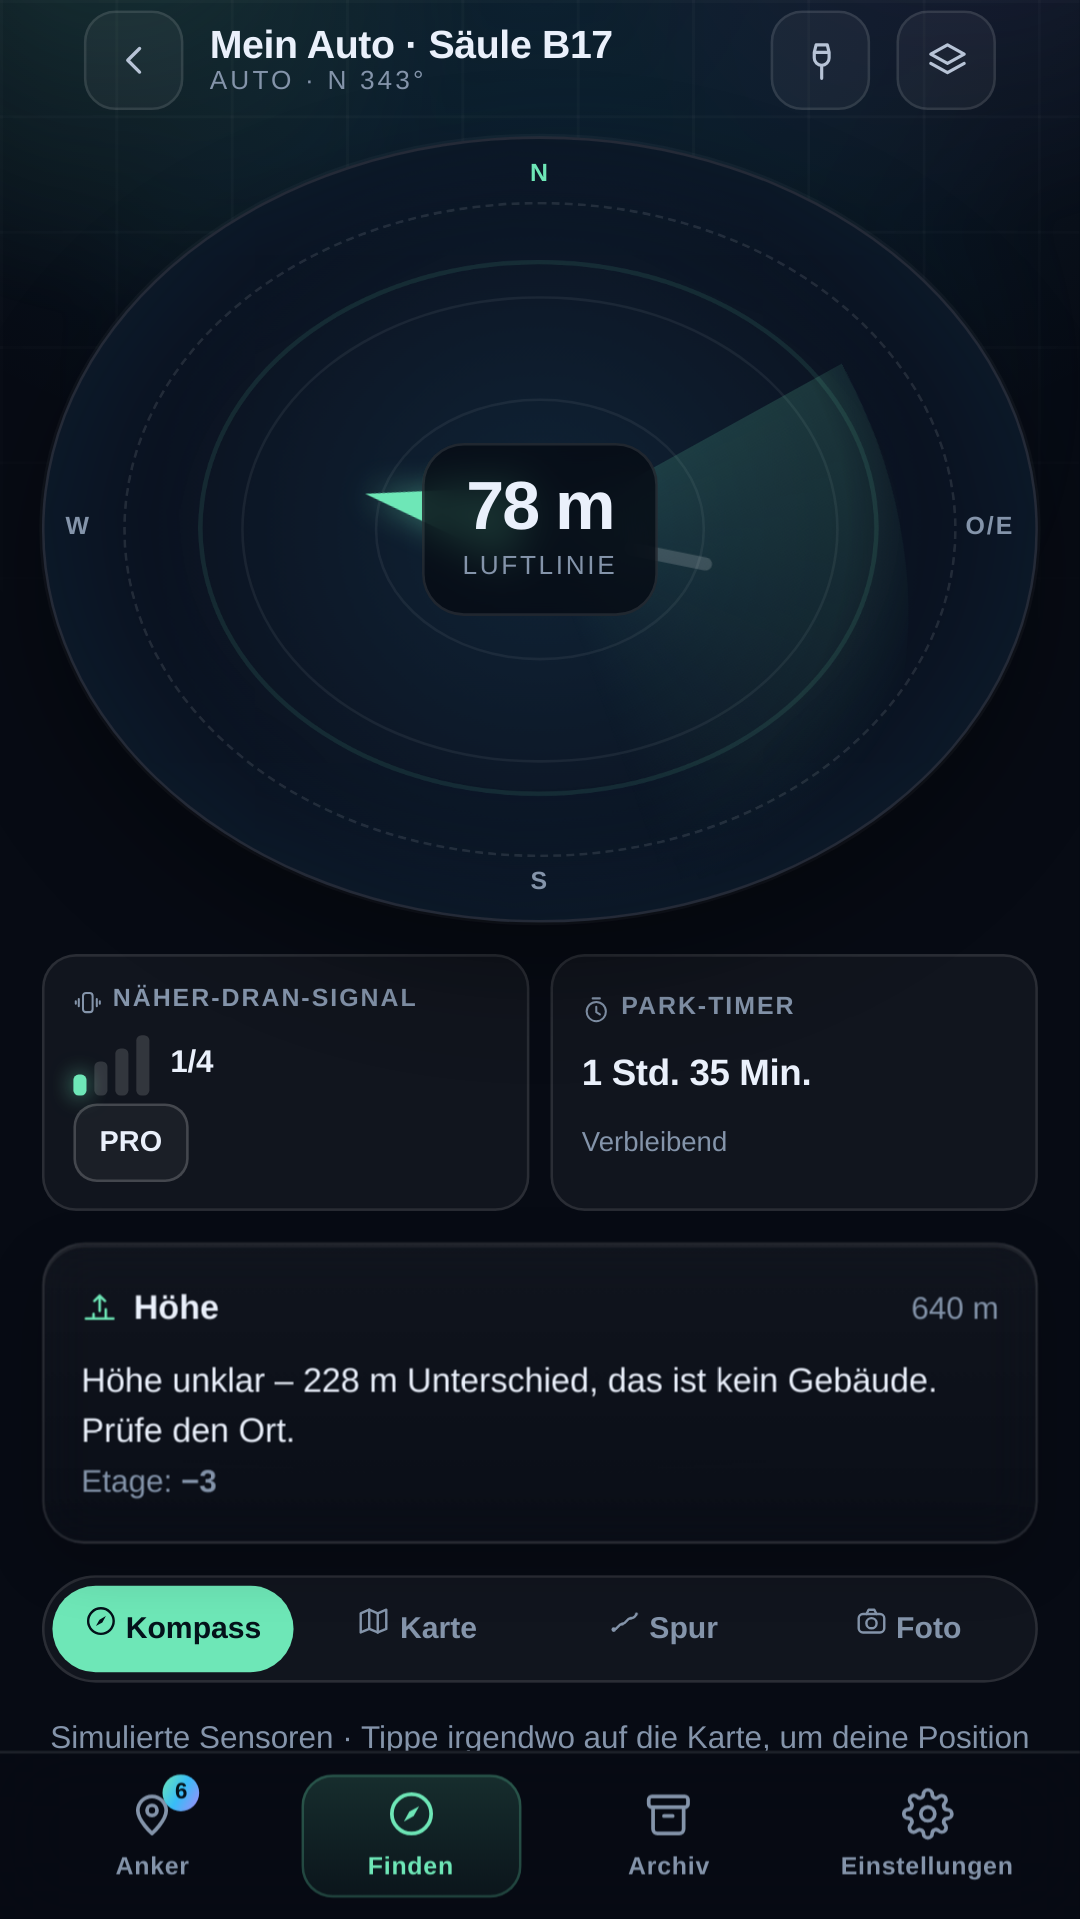 Mein Auto · Säule B17
AUTO · N 343°
N
W
78 m
LUFTLINIE
O/E
S
NÄHER-DRAN-SIGNAL
1/4
PRO
PARK-TIMER
1 Std. 35 Min.
Verbleibend
Höhe
640 m
Höhe unklar – 228 m Unterschied, das ist kein Gebäude.
Prüfe den Ort.
Etage: −3
Kompass
Karte
Spur
Foto
Simulierte Sensoren · Tippe irgendwo auf die Karte, um deine Position
6
Anker
Finden
Archiv
Einstellungen